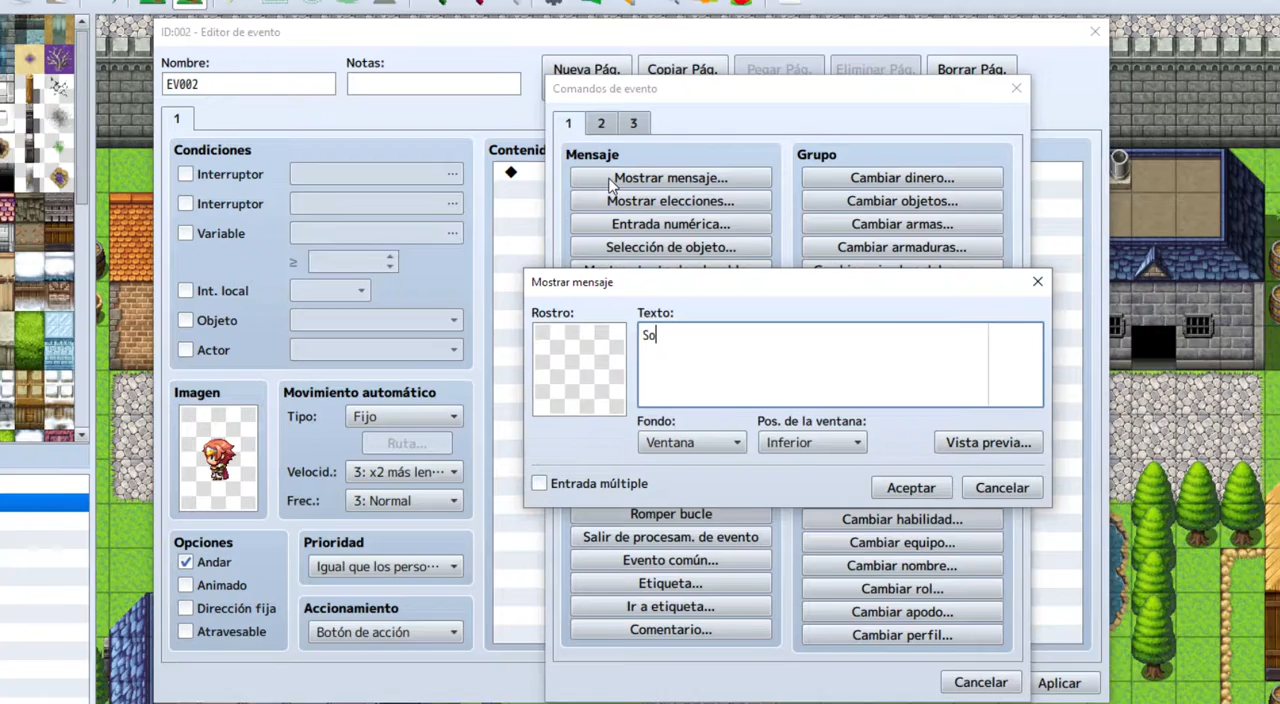 ID:002 - Editor de evento
Nombre:
Notas:
EV002
Nueva Pág.
Copiar Pág.
Pegar Pág.
Eliminar Pág.
Borrar Pág.
Comandos de evento
1
1
2
3
Condiciones
Interruptor
Interruptor
Variable
≥
Int. local
Objeto
Actor
Contenid
Mensaje
Mostrar mensaje...
Mostrar elecciones...
Entrada numérica...
Selección de objeto...
Grupo
Cambiar dinero...
Cambiar objetos...
Cambiar armas...
Cambiar armaduras...
Mostrar mensaje
Rostro:
Texto:
So
Fondo:
Pos. de la ventana:
Ventana
Inferior
Vista previa...
Entrada múltiple
Aceptar
Cancelar
Imagen
Movimiento automático
Tipo:
Fijo
Ruta...
Velocid.:
3: x2 más len···
Frec.:
3: Normal
Opciones
Andar
Animado
Dirección fija
Atravesable
Prioridad
Igual que los perso···
Accionamiento
Botón de acción
Romper bucle
Salir de procesam. de evento
Evento común...
Etiqueta...
Ir a etiqueta...
Comentario...
Cambiar habilidad...
Cambiar equipo...
Cambiar nombre...
Cambiar rol...
Cambiar apodo...
Cambiar perfil...
Cancelar
Aplicar